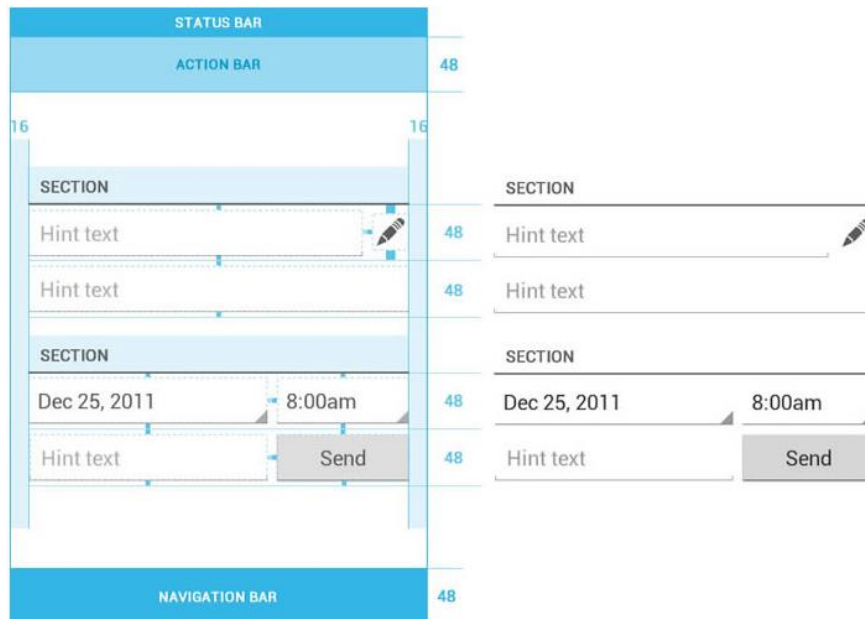 STATUS BAR
ACTION BAR
48
16
16
SECTION
Hint text
48
Hint text
48
SECTION
Dec 25, 2011
8:00am
48
Hint text
Send
48
NAVIGATION BAR
48
SECTION
Hint text
Hint text
SECTION
Dec 25, 2011
8:00am
Hint text
Send